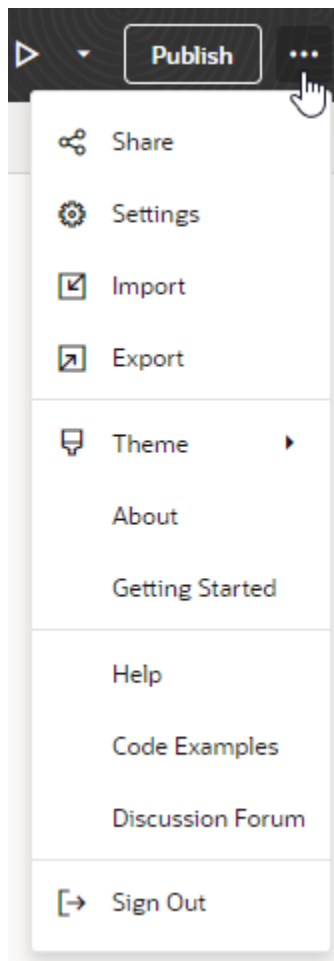 Publish
Share
Settings
Import
Export
Theme
About
Getting Started
Help
Code Examples
Discussion Forum
Sign Out